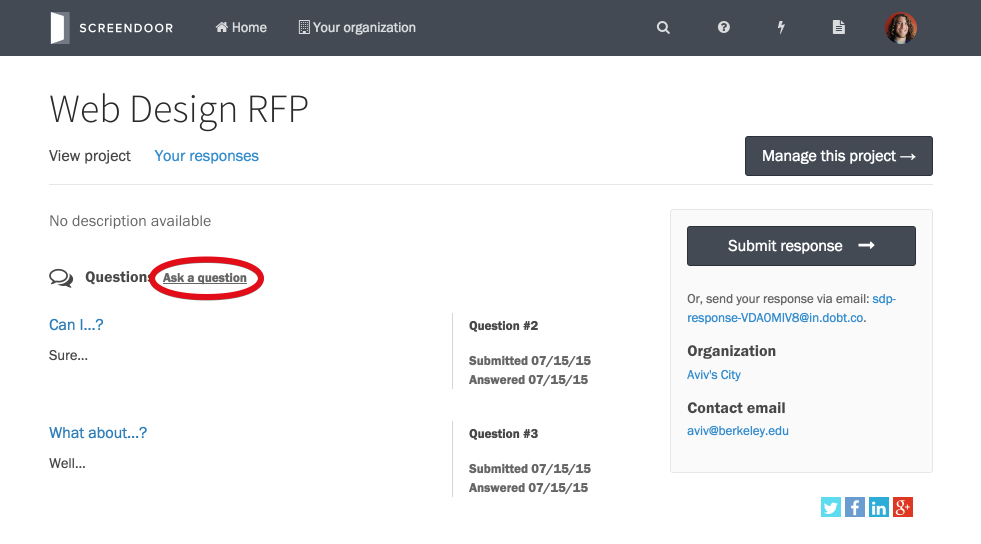 SCREENDOOR Home Your organization
Web Design RFP
View project Your responses
Manage this project →
No description available
Submit response →
Questions Ask a question
Or, send your response via email: sdp-
response-VDA0MIV8@in.dobt.co.
Can I...?
Sure...
Question #2
Submitted 07/15/15
Answered 07/15/15
Organization
Aviv's City
Contact email
aviv@berkeley.edu
What about...?
Well...
Question #3
Submitted 07/15/15
Answered 07/15/15